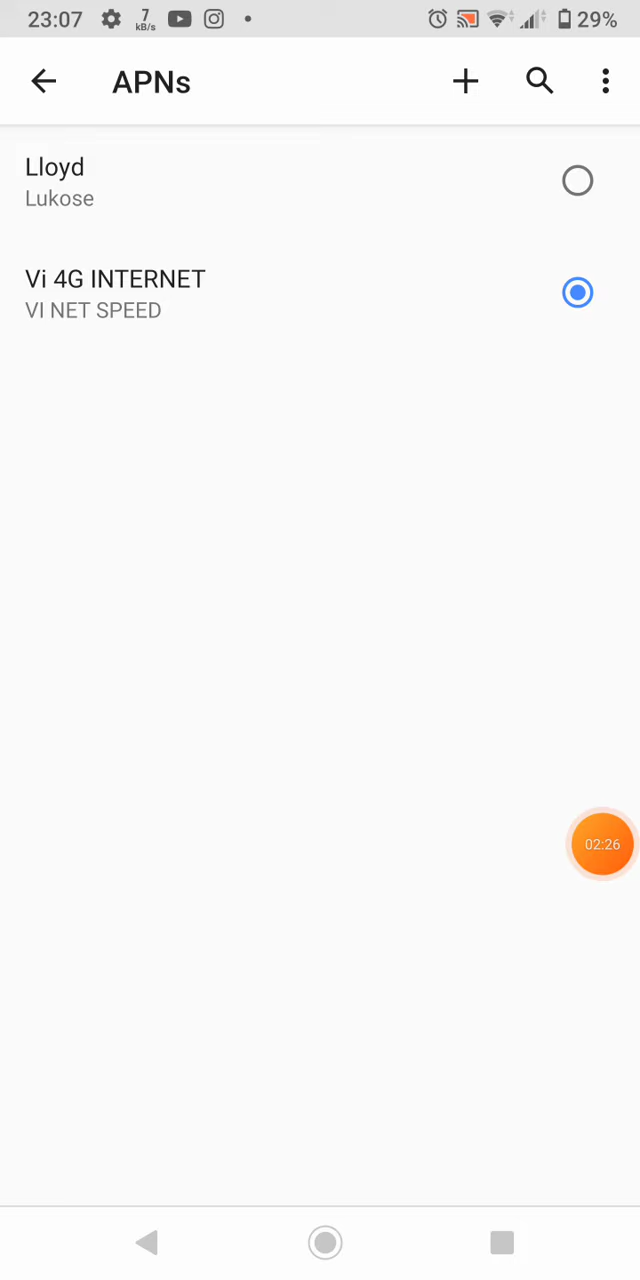 23:07 7 kB/s 29%
APNs
Lloyd
Lukose
Vi 4G INTERNET
VI NET SPEED
02:26